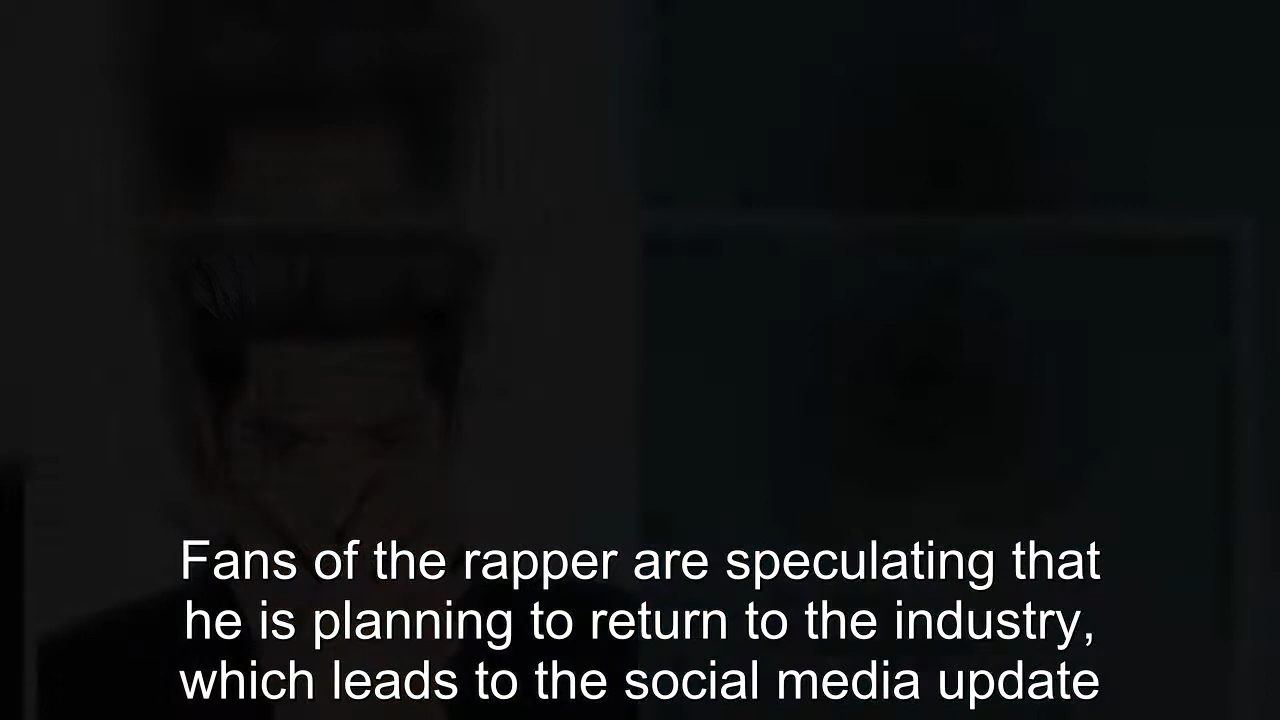 Fans of the rapper are speculating that
he is planning to return to the industry,
which leads to the social media update